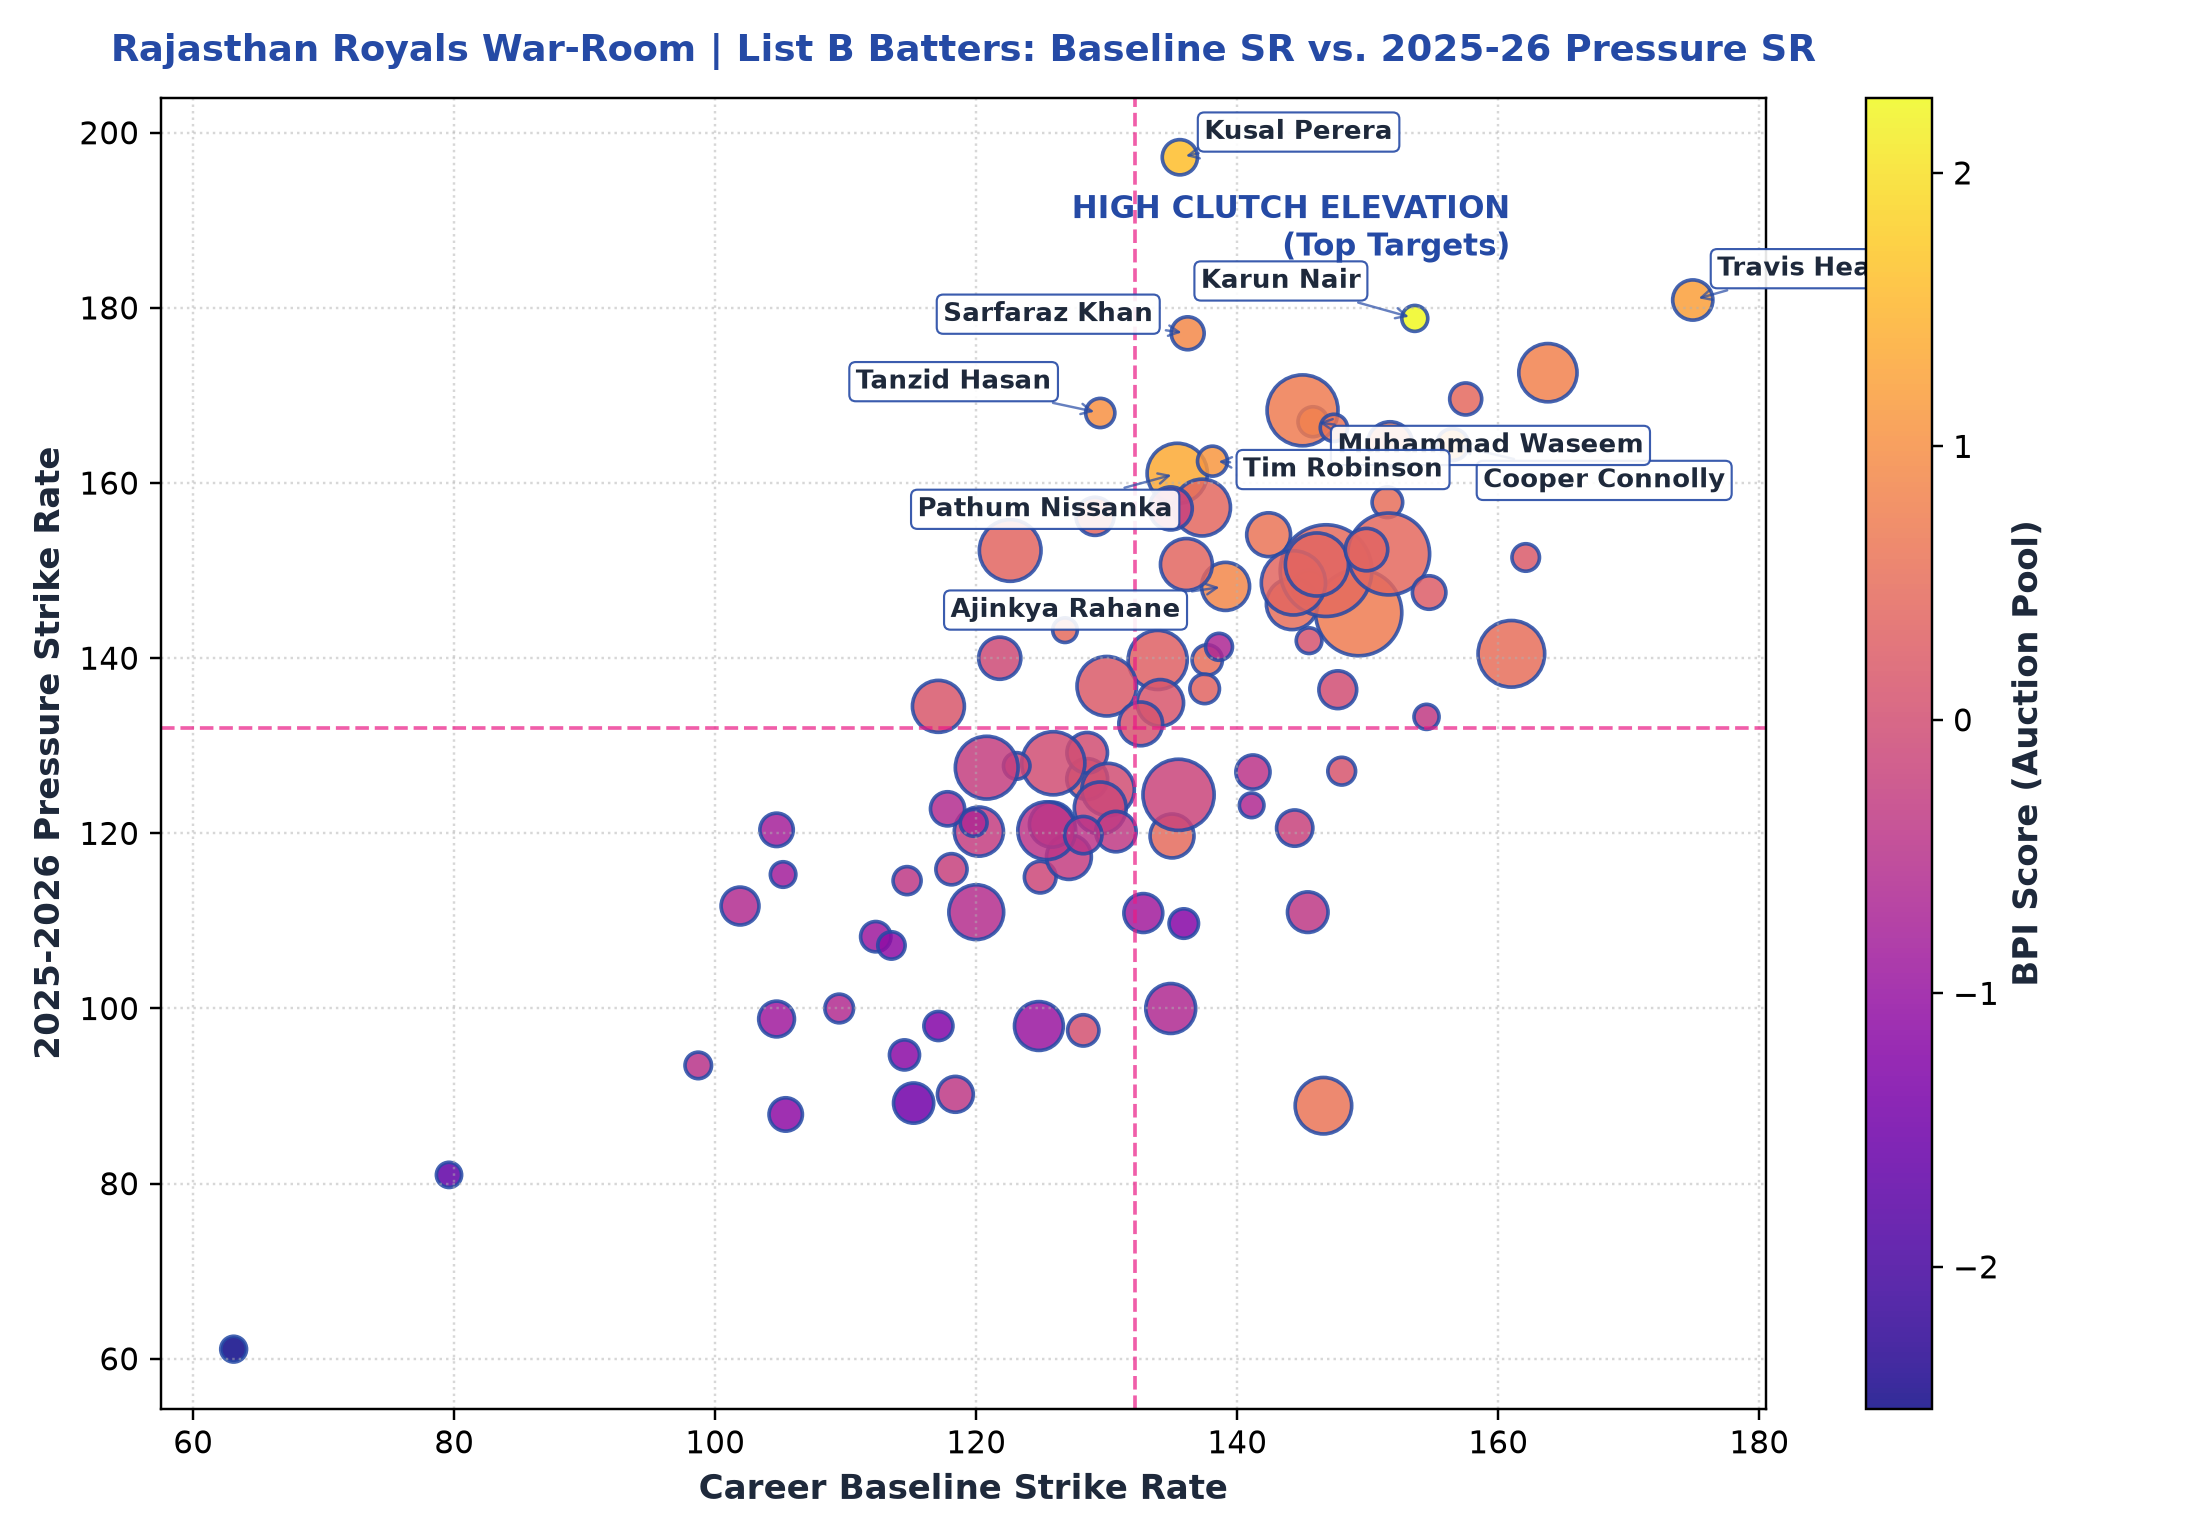 Rajasthan Royals War-Room | List B Batters: Baseline SR vs. 2025-26 Pressure SR
Kusal Perera
HIGH CLUTCH ELEVATION
(Top Targets)
Karun Nair
Travis Hea
Sarfaraz Khan
Tanzid Hasan
Muhammad Waseem
Tim Robinson
Cooper Connolly
Pathum Nissanka
Ajinkya Rahane
2025-2026 Pressure Strike Rate
200
180
160
140
120
100
80
60
60
80
100
120
140
160
180
Career Baseline Strike Rate
2
1
0
−1
−2
BPI Score (Auction Pool)